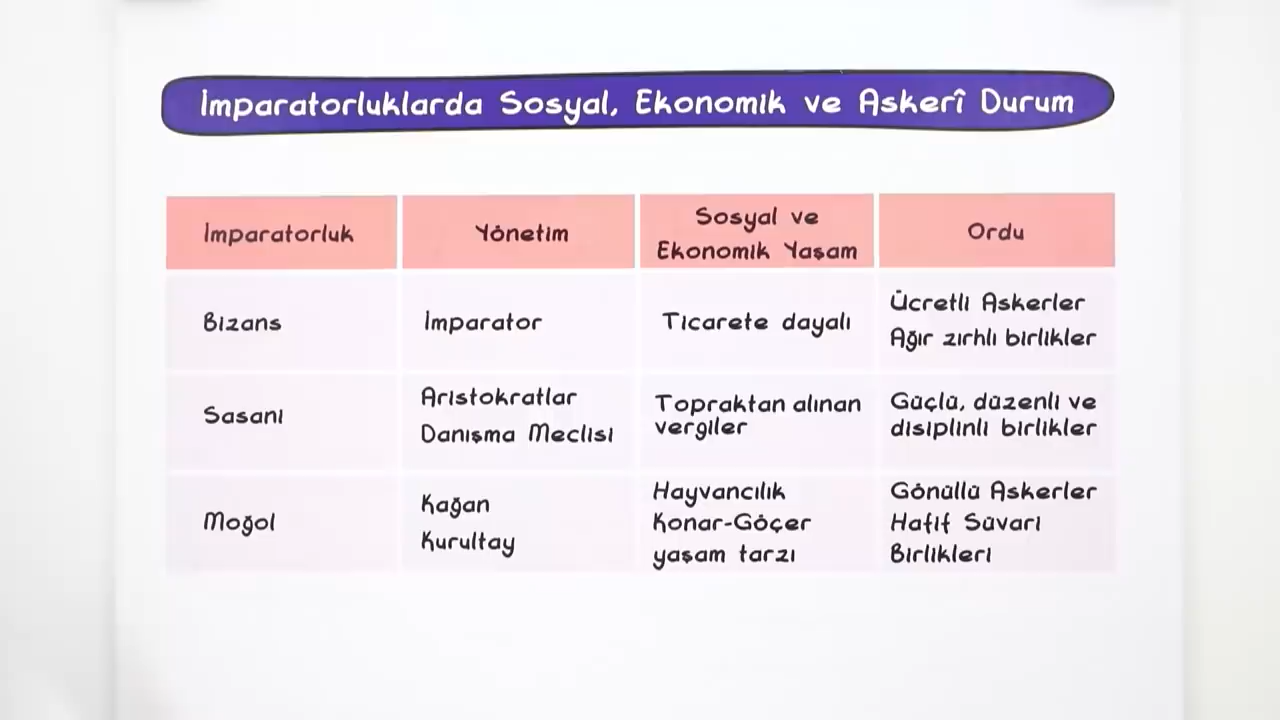 İmparatorluklarda Sosyal, Ekonomik ve Askerî Durum
İmparatorluk
Yönetim
Sosyal ve
Ekonomik Yaşam
Ordu
Bizans
İmparator
Ticarete dayalı
Ücretli Askerler
Ağır zırhlı birlikler
Sasani
Aristokratlar
Danışma Meclisi
Topraktan alınan
vergiler
Güçlü, düzenli ve
disiplinli birlikler
Moğol
Kağan
Kurultay
Hayvancılık
Konar-Göçer
yaşam tarzı
Gönüllü Askerler
Hafif Süvari
Birlikleri